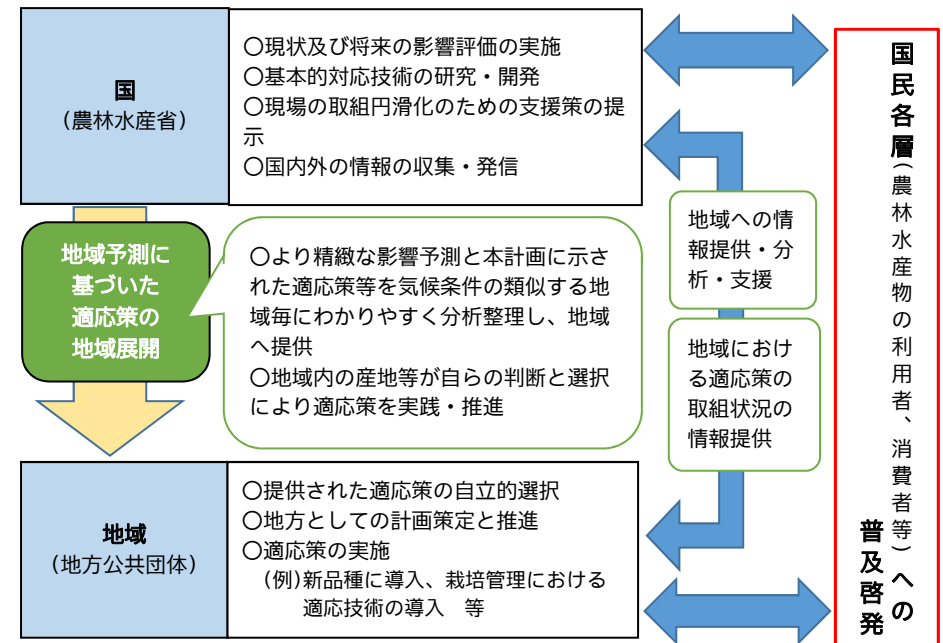 国
（農林水産省）
〇現状及び将来の影響評価の実施
〇基本的対応技術の研究・開発
〇現場の取組円滑化のための支援策の提
示
〇国内外の情報の収集・発信
地域予測に
基づいた
適応策の
地域展開
〇より精緻な影響予測と本計画に示さ
れた適応策等を気候条件の類似する地
域毎にわかりやすく分析整理し、地域
へ提供
〇地域内の産地等が自らの判断と選択
により適応策を実践・推進
地域への情
報提供・分
析・支援
地域におけ
る適応策の
取組状況の
情報提供
地域
（地方公共団体）
〇提供された適応策の自立的選択
〇地方としての計画策定と推進
〇適応策の実施
(例)新品種に導入、栽培管理における
適応技術の導入　等
国民各層（農林水産物の利用者、消費者等）への
普及啓発